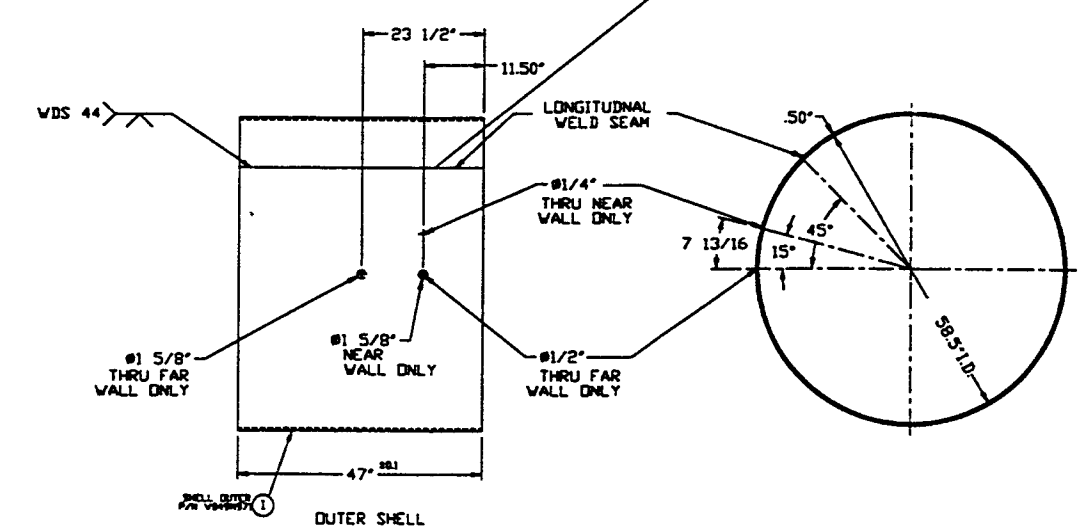 23 1/2"
11.50"
WDS 44
LONGITUDNAL
WELD SEAM
.50"
ø1/4"
THRU NEAR
WALL ONLY
7 13/16
45°
15°
ø1 5/8"
THRU FAR
WALL ONLY
ø1 5/8"
NEAR
WALL ONLY
ø1/2"
THRU FAR
WALL ONLY
58.5" I.D.
47"
SHELL OUTER
P/N
1
OUTER SHELL